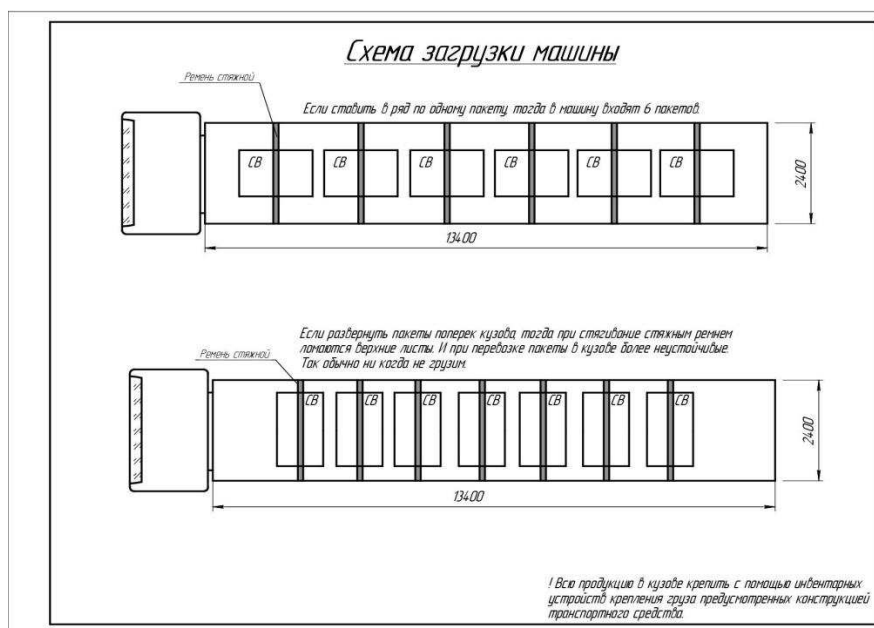 Схема загрузки машины
Ремень стяжной
Если ставить в ряд по одному пакету, тогда в машину входят 6 пакетов.
СВ СВ СВ СВ СВ СВ
2400
13400
Если развернуть пакеты поперек кузова, тогда при стягивание стяжным ремнем
ломаются верхние листы. И при перевозке пакеты в кузове более неустойчивые.
Так обычно ни когда не грузим.
Ремень стяжной
СВ СВ СВ СВ СВ СВ СВ
2400
13400
! Всю продукцию в кузове крепить с помощью инвентарных
устройств крепления груза предусмотренных конструкцией
транспортного средства.